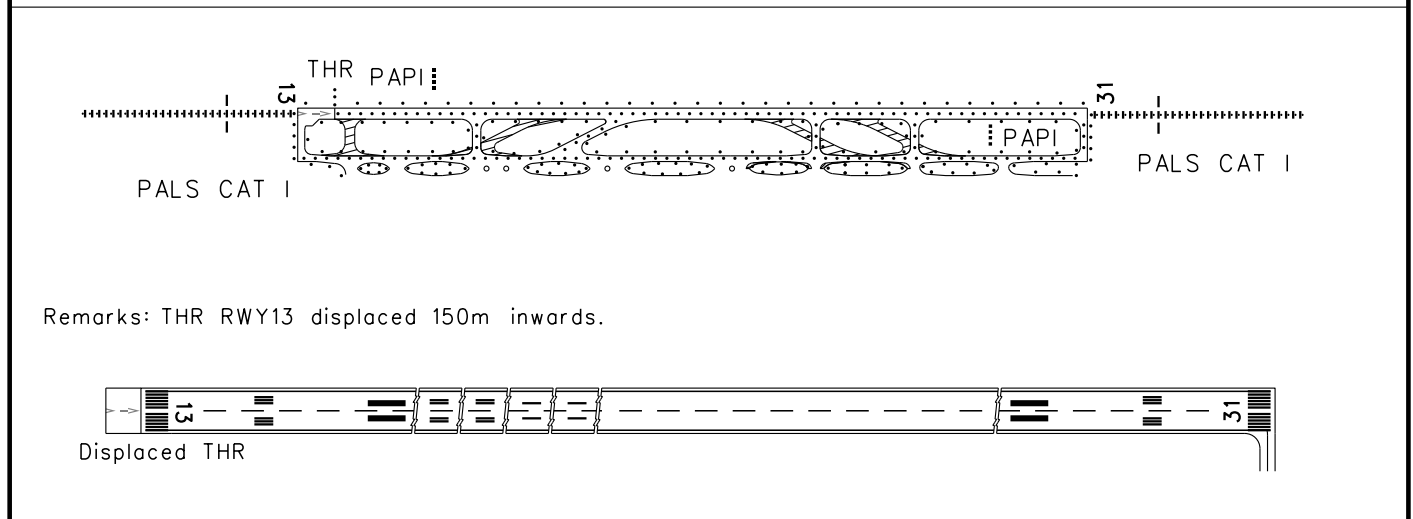 THR PAPI
13
31
PAPI
PALS CAT I
PALS CAT I
Remarks: THR RWY13 displaced 150m inwards.
13
31
Displaced THR